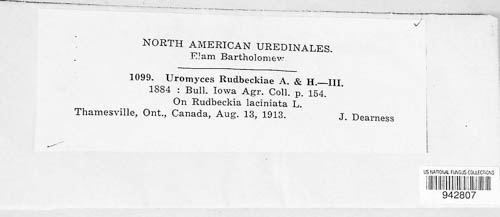 NORTH AMERICAN UREDINALES.
Elam Bartholomew
1099. Uromyces Rudbeckiae A. & H.—III.
1884 : Bull. Iowa Agr. Coll. p. 154.
On Rudbeckia laciniata L.
Thamesville, Ont., Canada, Aug. 13, 1913. J. Dearness
US NATIONAL FUNGUS COLLECTIONS
942807